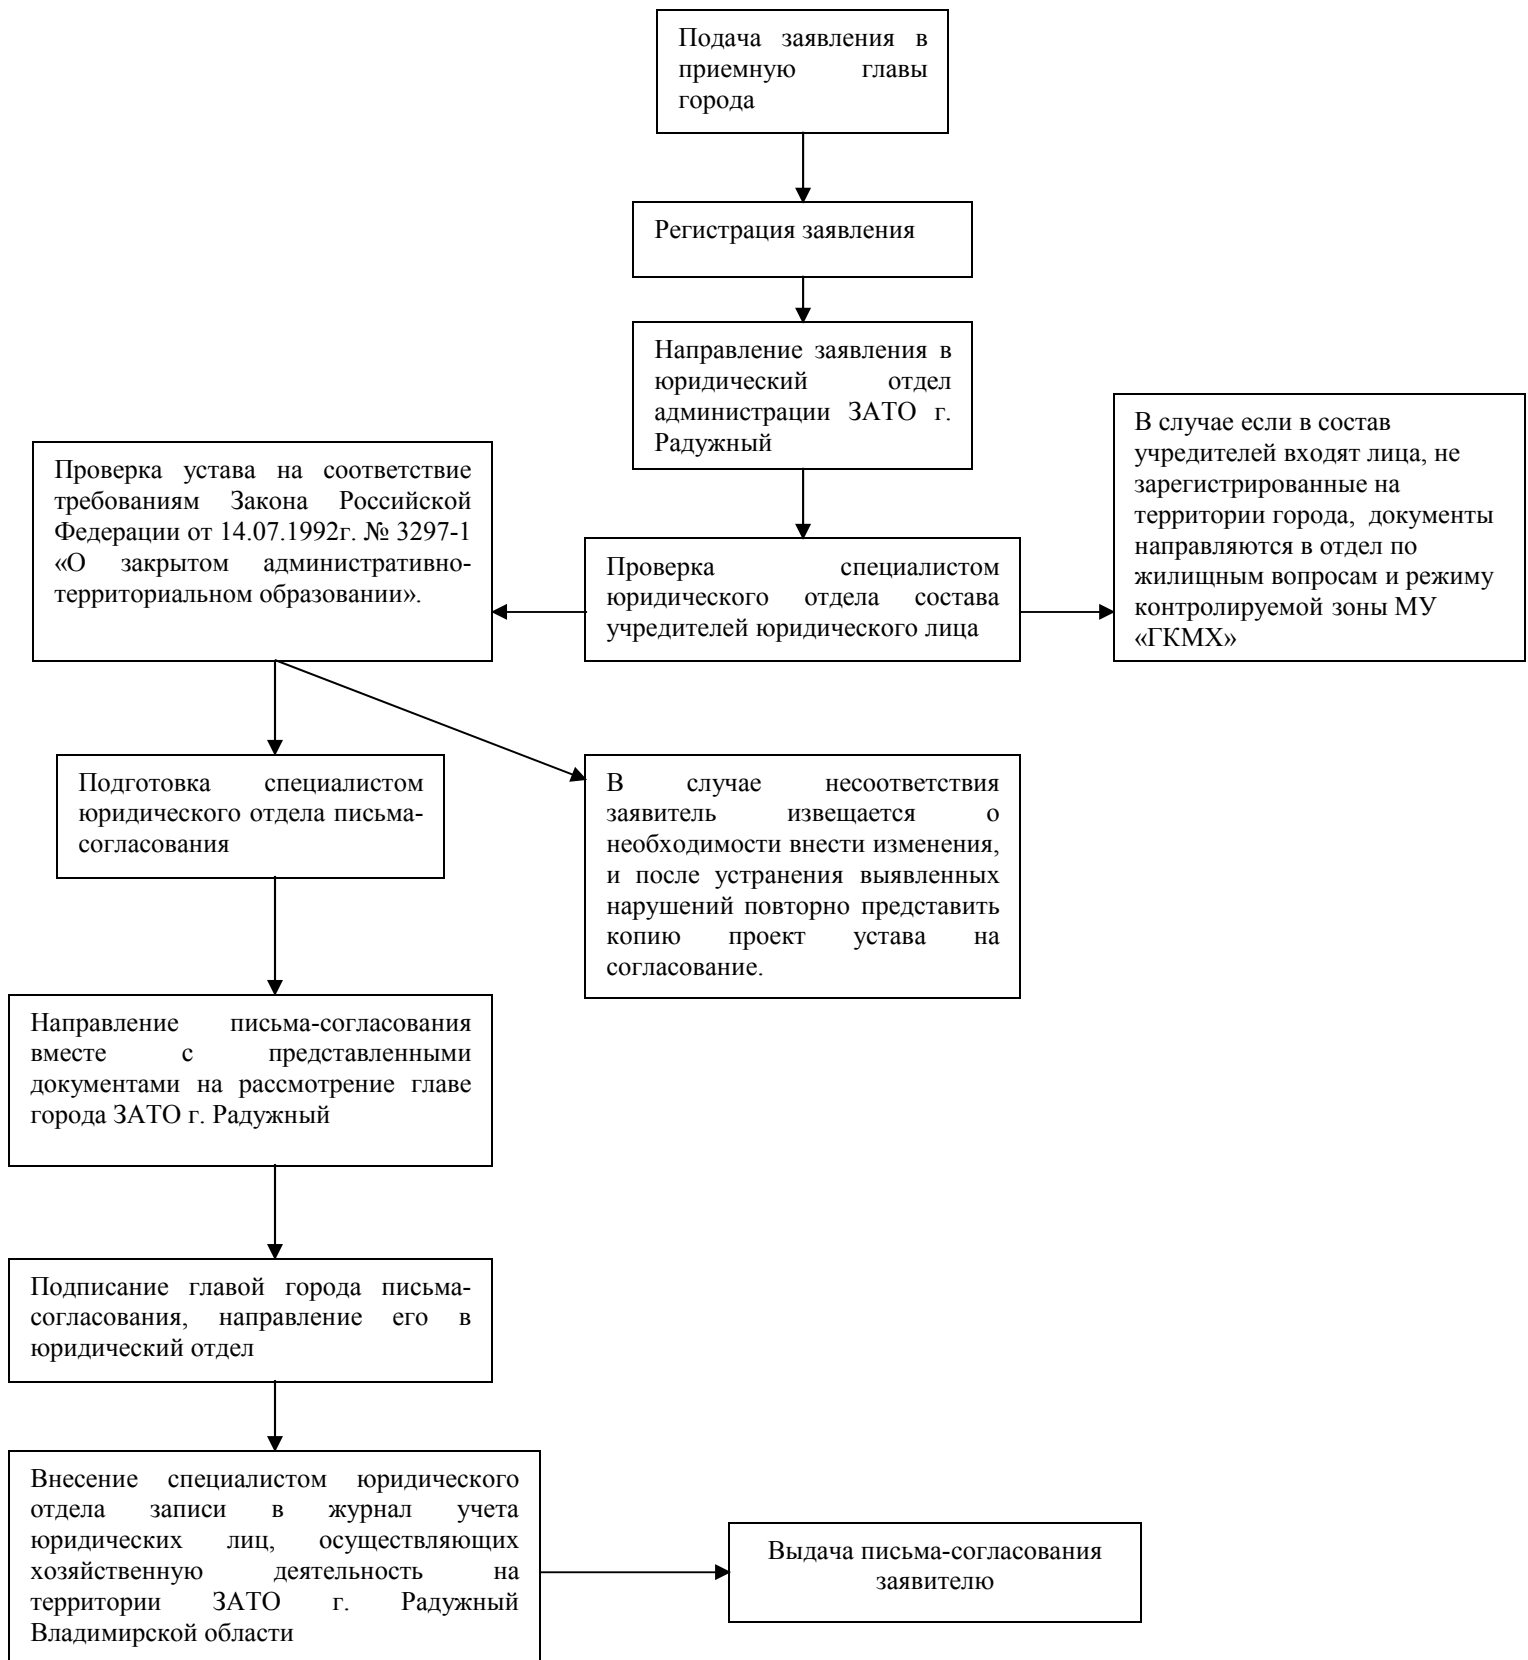 Подача заявления в
приемную главы
города
Регистрация заявления
Направление заявления в
юридический отдел
администрации ЗАТО г.
Радужный
В случае если в состав
учредителей входят лица, не
зарегистрированные на
территории города, документы
направляются в отдел по
жилищным вопросам и режиму
контролируемой зоны МУ
«ГКМХ»
Проверка устава на соответствие
требованиям Закона Российской
Федерации от 14.07.1992г. № 3297-1
«О закрытом административно-
территориальном образовании».
Проверка специалистом
юридического отдела состава
учредителей юридического лица
Подготовка специалистом
юридического отдела письма-
согласования
В случае несоответствия
заявитель извещается о
необходимости внести изменения,
и после устранения выявленных
нарушений повторно представить
копию проект устава на
согласование.
Направление письма-согласования
вместе с представленными
документами на рассмотрение главе
города ЗАТО г. Радужный
Подписание главой города письма-
согласования, направление его в
юридический отдел
Внесение специалистом юридического
отдела записи в журнал учета
юридических лиц, осуществляющих
хозяйственную деятельность на
территории ЗАТО г. Радужный
Владимирской области
Выдача письма-согласования
заявителю